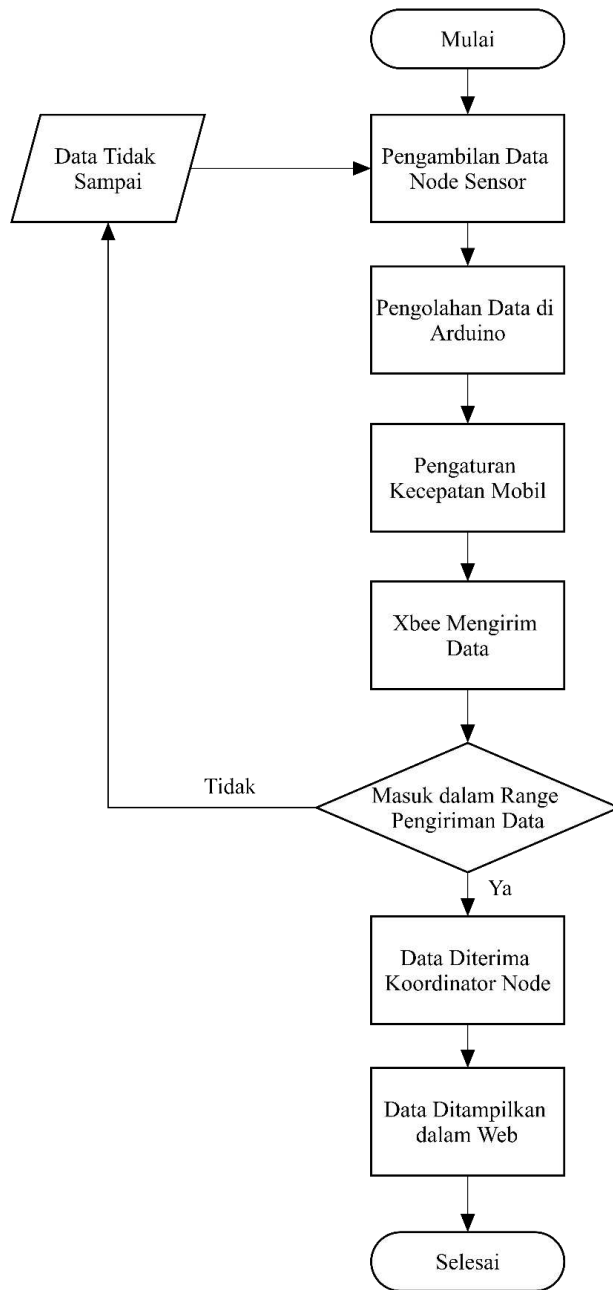 Mulai
Data Tidak
Sampai
Pengambilan Data
Node Sensor
Pengolahan Data di
Arduino
Pengaturan
Kecepatan Mobil
Xbee Mengirim
Data
Tidak
Masuk dalam Range
Pengiriman Data
Ya
Data Diterima
Koordinator Node
Data Ditampilkan
dalam Web
Selesai